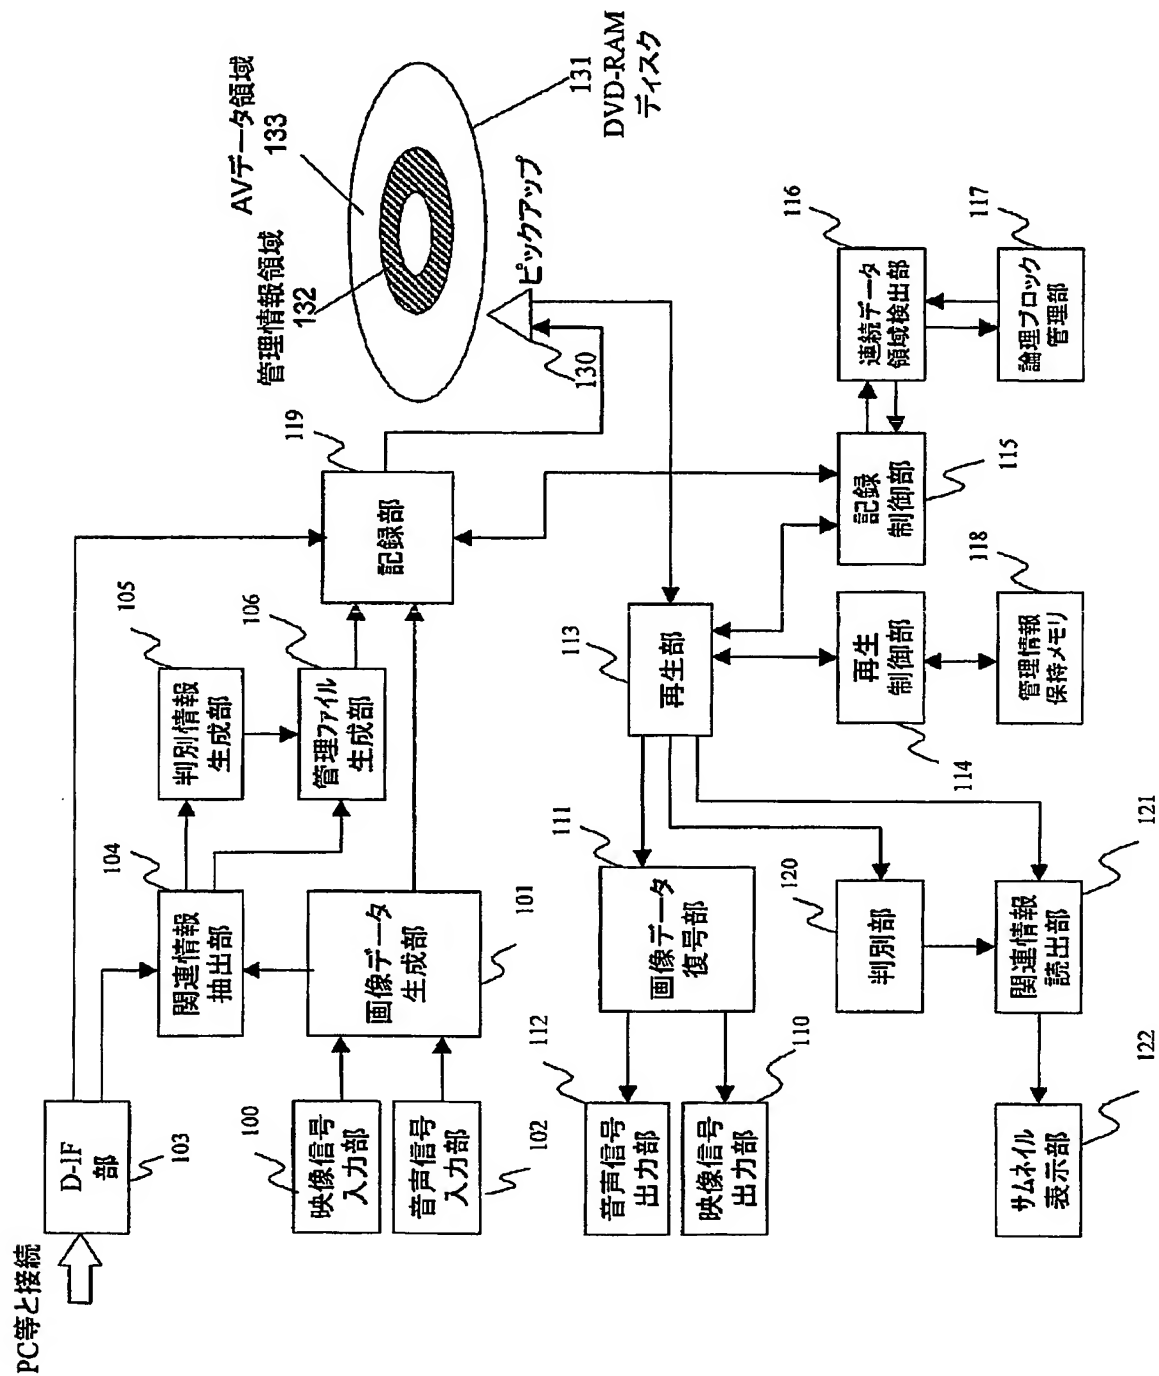 PC等と接続
D-IF
部
103
映像信号
入力部
100
音声信号
入力部
102
関連情報
抽出部
104
画像データ
生成部
101
判別情報
生成部
105
管理ファイル
生成部
106
記録部
119
管理情報領域
132
AVデータ領域
133
131
DVD-RAM
ディスク
ピックアップ
130
音声信号
出力部
112
映像信号
出力部
110
画像データ
復号部
111
再生部
113
サムネイル
表示部
122
判別部
120
関連情報
読出部
121
再生
制御部
114
管理情報
保持メモリ
118
記録
制御部
115
連続データ
領域検出部
116
論理ブロック
管理部
117